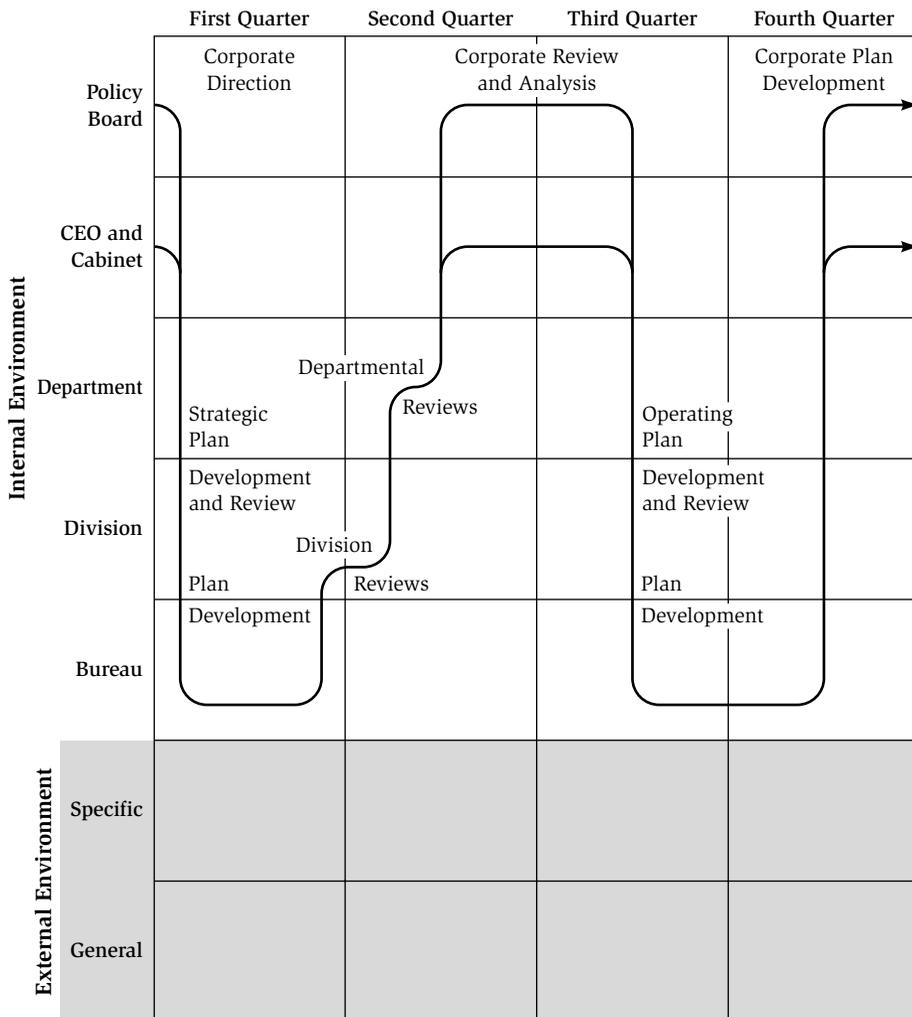 First Quarter
Second Quarter
Third Quarter
Fourth Quarter
Internal Environment
Policy
Board
Corporate
Direction
Corporate Review
and Analysis
Corporate Plan
Development
CEO and
Cabinet
Department
Departmental
Reviews
Strategic
Plan
Operating
Plan
Division
Development
and Review
Division
Reviews
Plan
Development
and Review
Plan
Bureau
Development
Development
External Environment
Specific
General